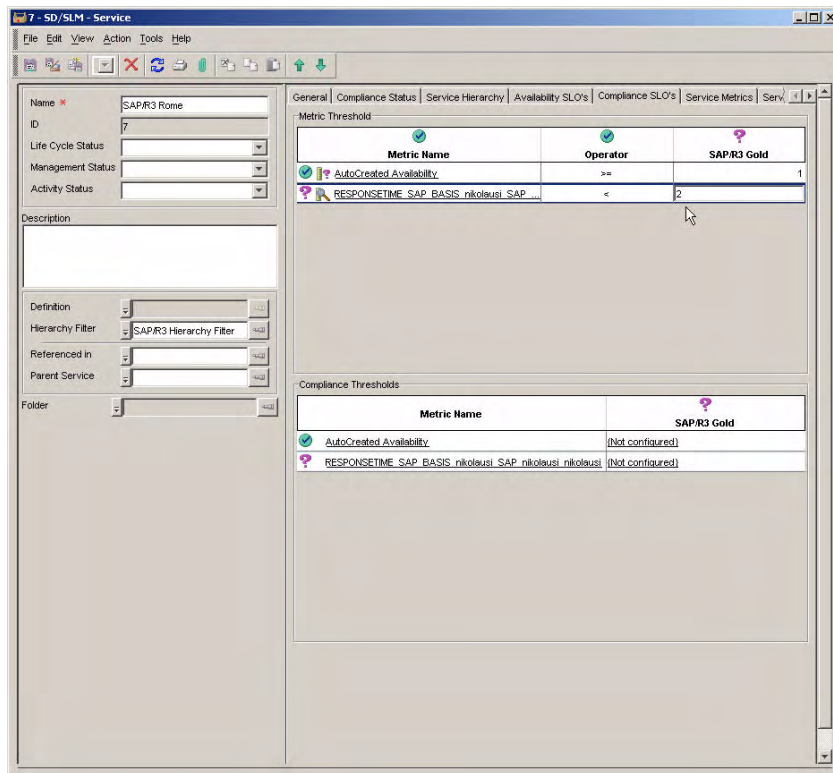 7 - SD/SLM - Service
File Edit View Action Tools Help
Name
SAP/R3 Rome
ID
7
Life Cycle Status
Management Status
Activity Status
Description
Definition
Hierarchy Filter
SAP/R3 Hierarchy Filter
Referenced in
Parent Service
Folder
General Compliance Status Service Hierarchy Availability SLO's Compliance SLO's Service Metrics Serv
Metric Threshold
Metric Name Operator SAP/R3 Gold
AutoCreated Availability >= 1
RESPONSETIME_SAP_BASIS_nikolausi_SAP_... < 2
Compliance Thresholds
Metric Name SAP/R3 Gold
AutoCreated Availability (Not configured)
RESPONSETIME_SAP_BASIS_nikolausi_SAP_nikolausi_nikolausi (Not configured)